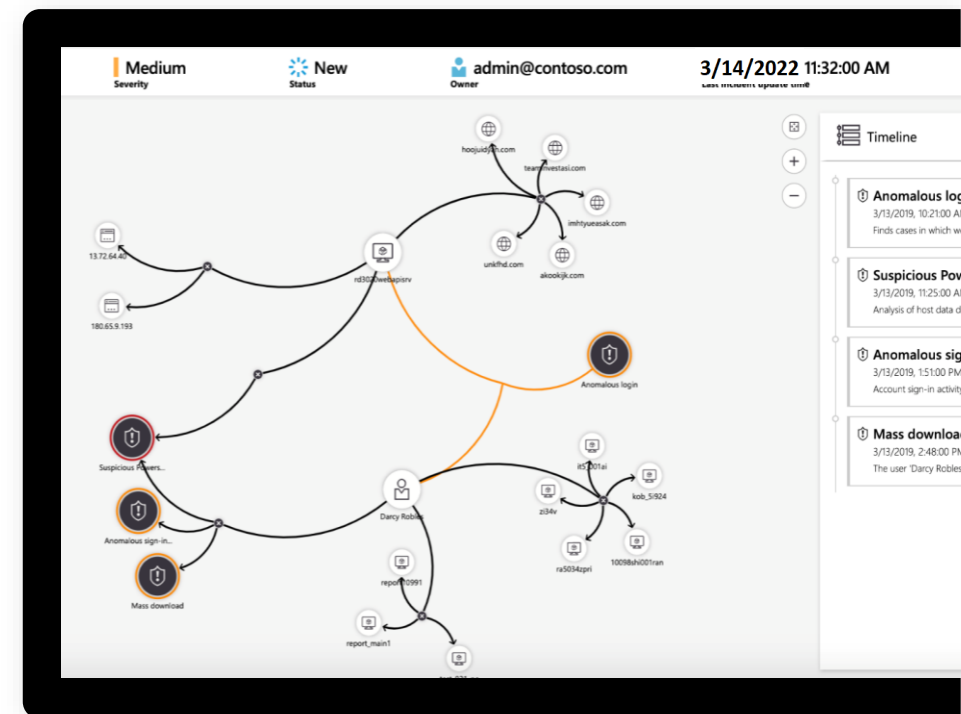 Medium
Severity
New
Status
admin@contoso.com
Owner
3/14/2022 11:32:00 AM
Last incident update time
hoojuidyah.com
teaminvestasi.com
imhtyueasak.com
unkfhd.com
akookijk.com
13.72.64.40
rd3020webapisrv
180.65.9.193
Anomalous login
Suspicious Powers...
Anomalous sign-in...
Mass download
Darcy Robles
kob_5i924
zi34v
ra5034zpri
10098shi001ran
report_main1
Timeline
Anomalous log
3/13/2019, 10:21:00 A
Finds cases in which w
Suspicious Pow
3/13/2019, 11:25:00 A
Analysis of host data d
Anomalous sig
3/13/2019, 1:51:00 PM
Account sign-in activity
Mass download
3/13/2019, 2:48:00 PM
The user 'Darcy Robles